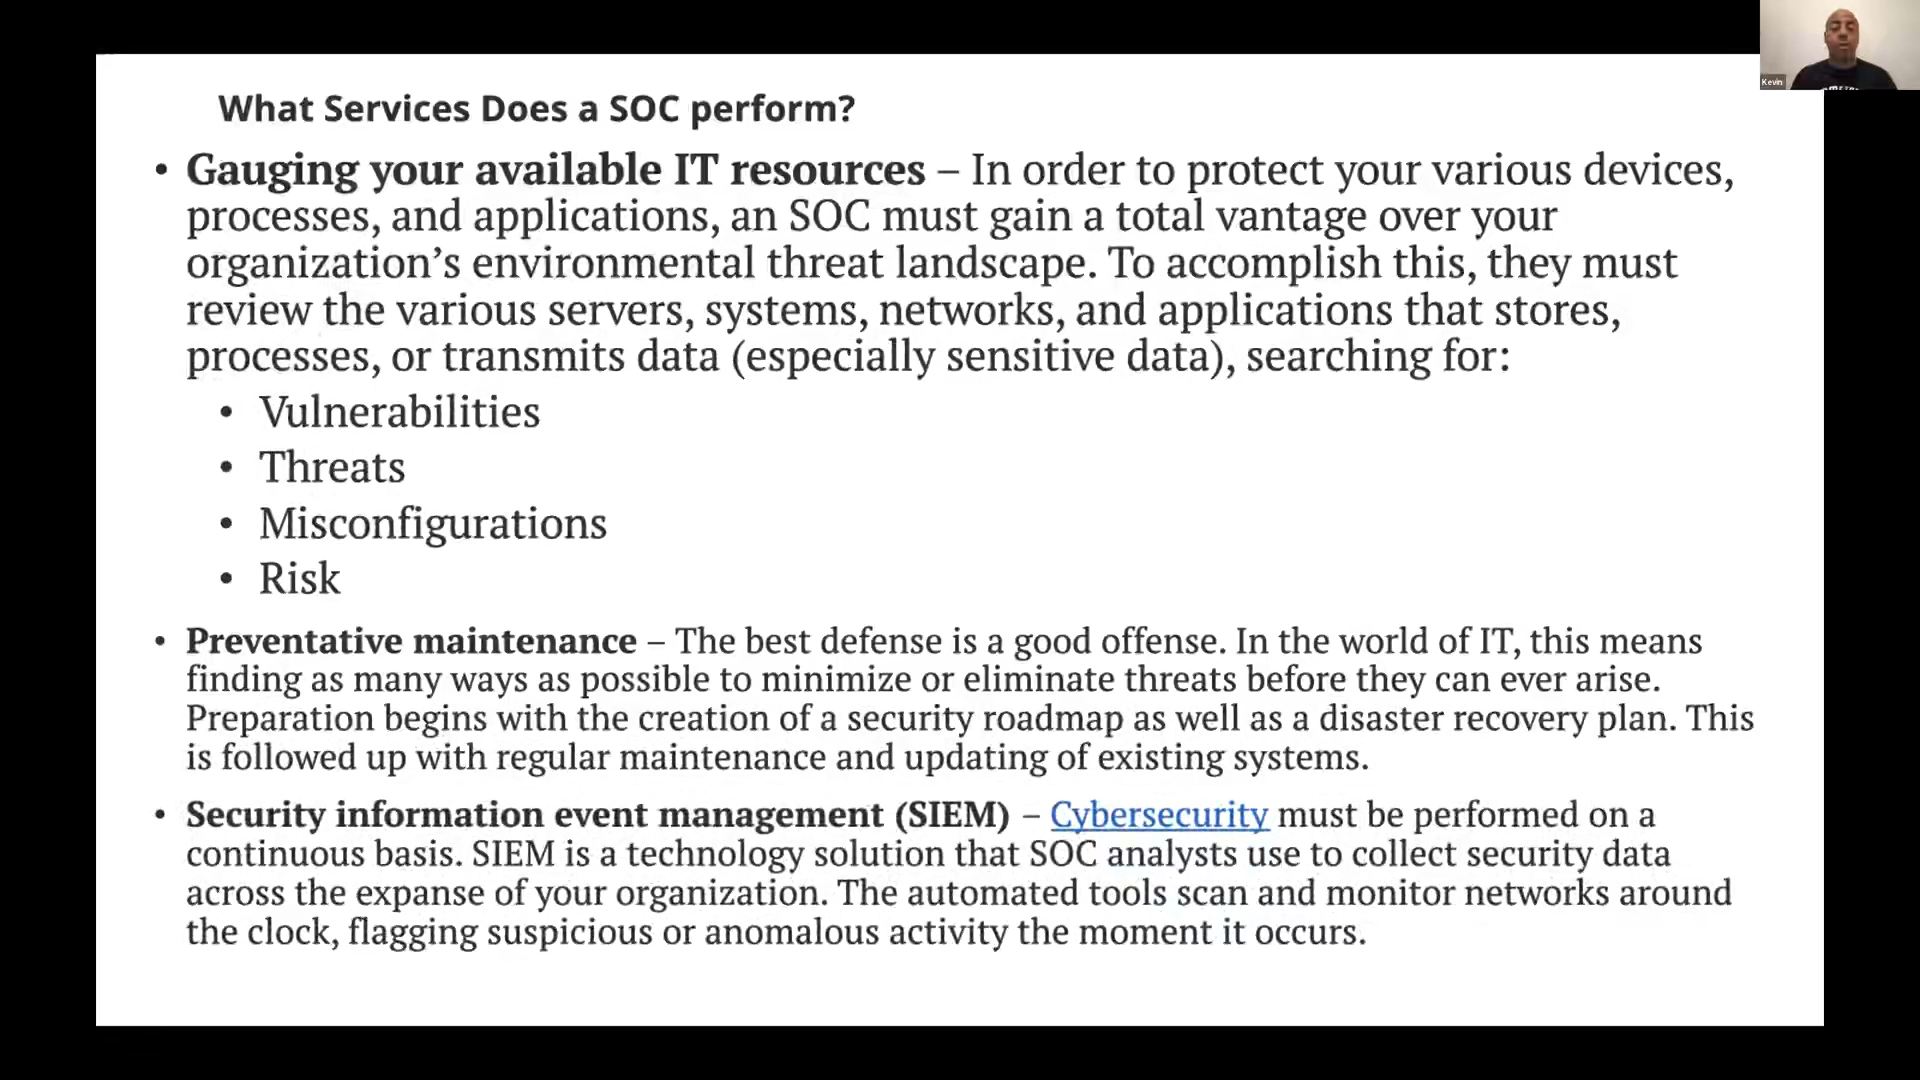 What Services Does a SOC perform?
• Gauging your available IT resources – In order to protect your various devices,
processes, and applications, an SOC must gain a total vantage over your
organization’s environmental threat landscape. To accomplish this, they must
review the various servers, systems, networks, and applications that stores,
processes, or transmits data (especially sensitive data), searching for:
• Vulnerabilities
• Threats
• Misconfigurations
• Risk
• Preventative maintenance – The best defense is a good offense. In the world of IT, this means
finding as many ways as possible to minimize or eliminate threats before they can ever arise.
Preparation begins with the creation of a security roadmap as well as a disaster recovery plan. This
is followed up with regular maintenance and updating of existing systems.
• Security information event management (SIEM) – Cybersecurity must be performed on a
continuous basis. SIEM is a technology solution that SOC analysts use to collect security data
across the expanse of your organization. The automated tools scan and monitor networks around
the clock, flagging suspicious or anomalous activity the moment it occurs.
Kevin